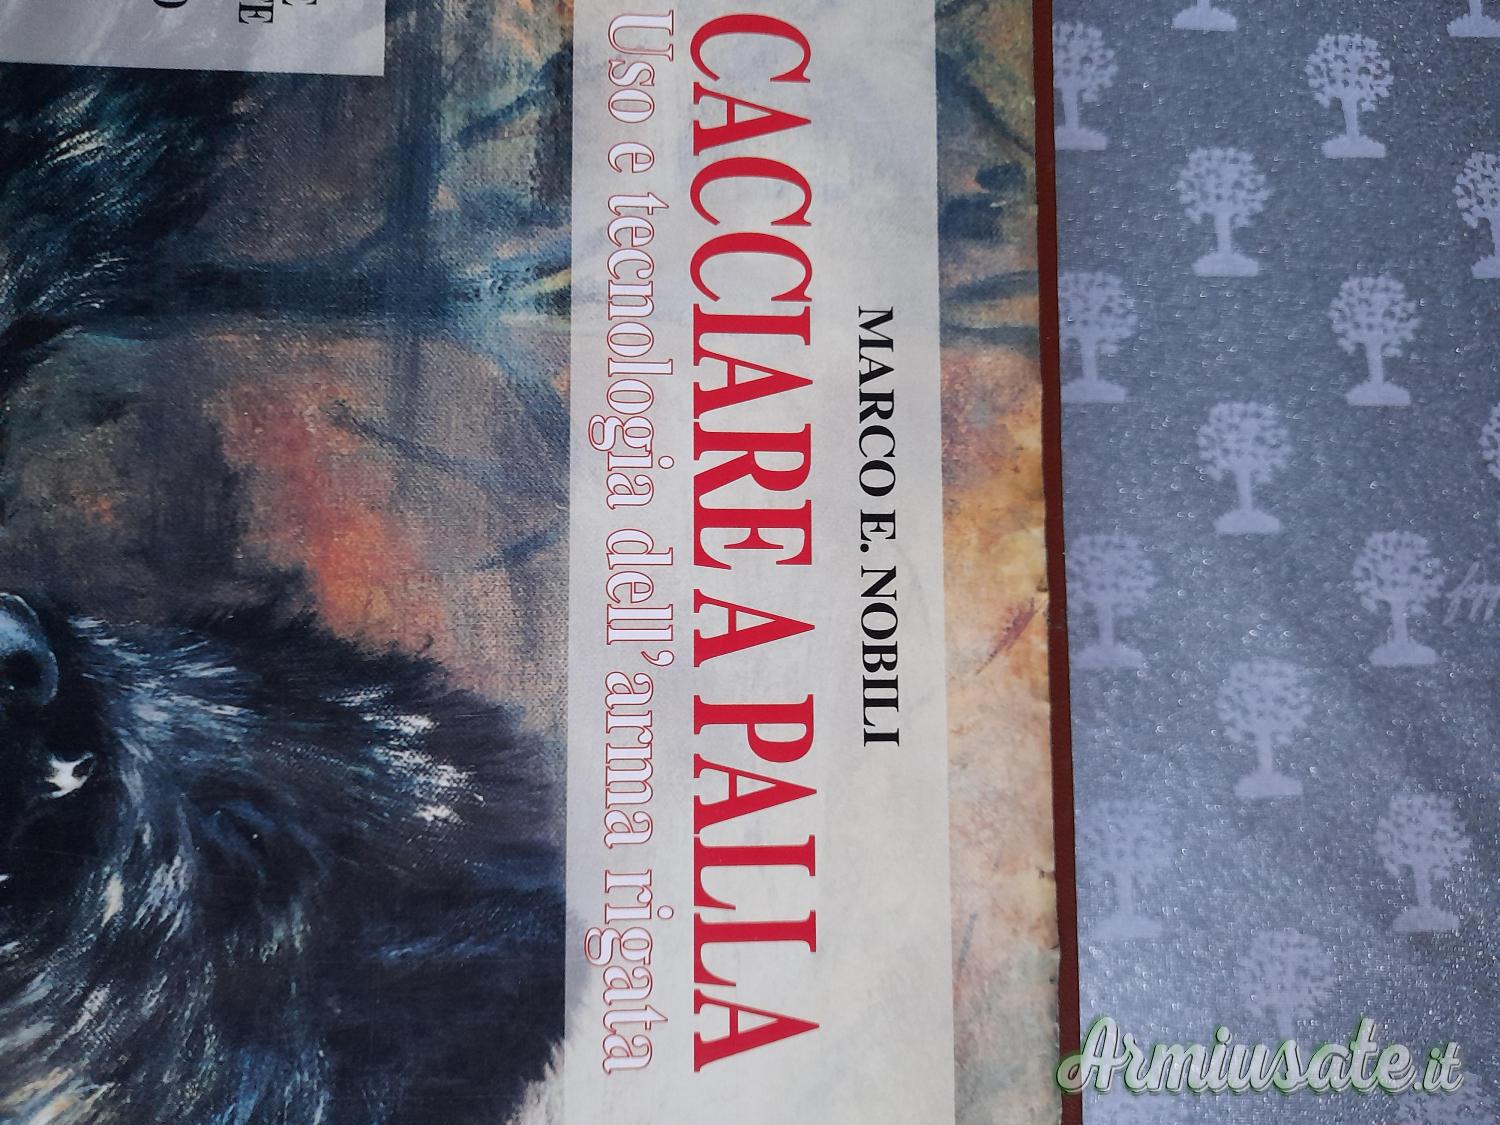 MARCO E. NOBILI
CACCIARE A PALLA
Uso e tecnologia dell'arma rigata
Armiusate.it